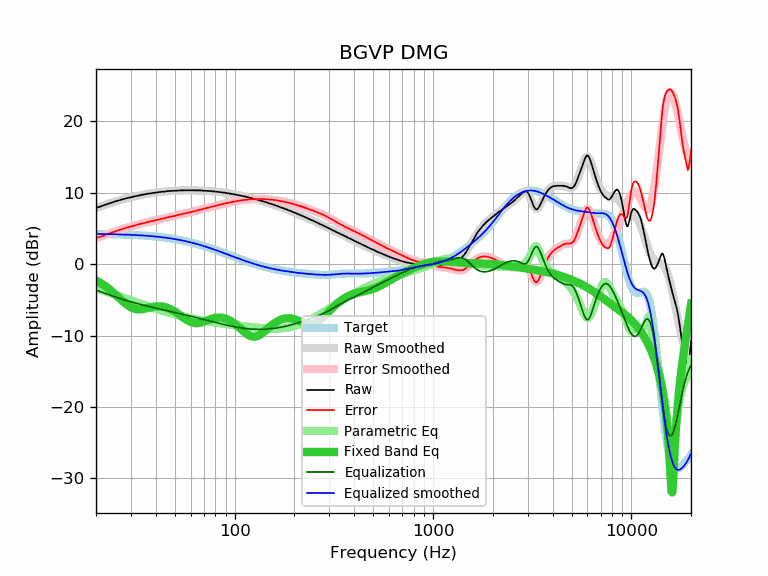 BGVP DMG
Amplitude (dBr)
20
10
0
−10
−20
−30
Target
Raw Smoothed
Error Smoothed
Raw
Error
Parametric Eq
Fixed Band Eq
Equalization
Equalized smoothed
100
1000
10000
Frequency (Hz)